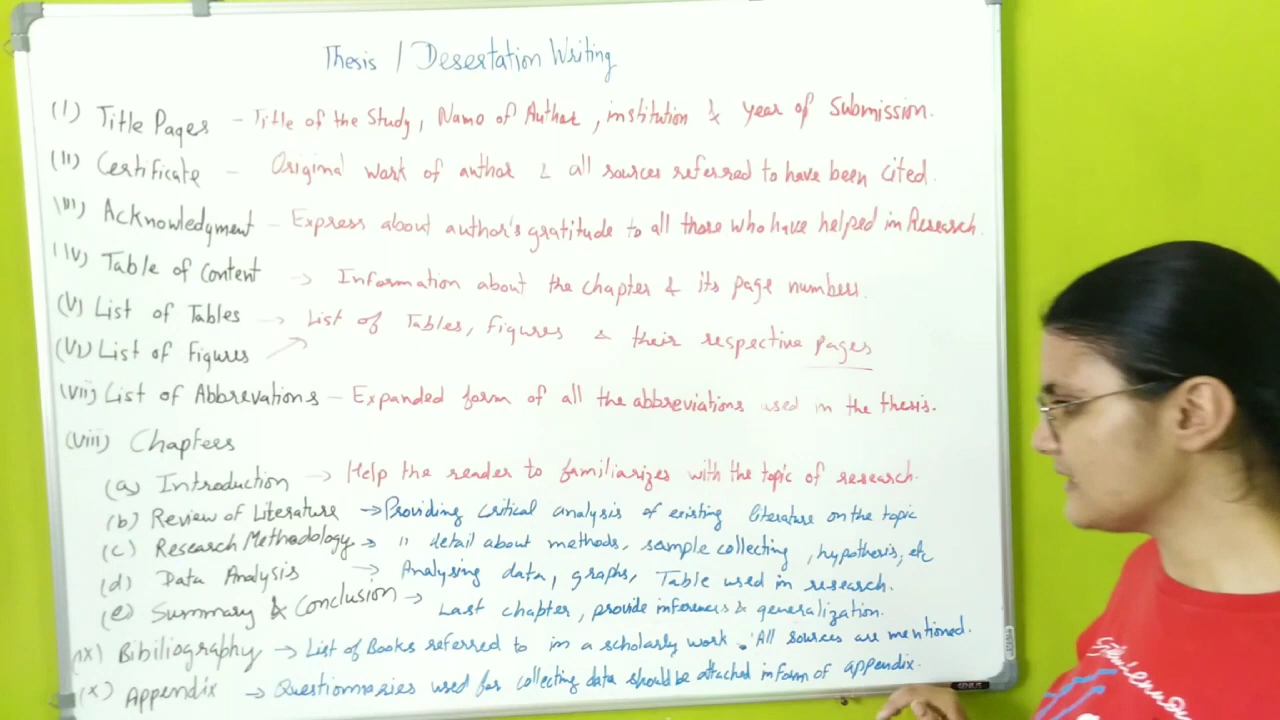 Thesis / Desertation Writing
(I) Title Pages - Title of the Study, Name of Author, institution & year of Submission.
(II) Certificate - Original work of author & all sources referred to have been cited.
(III) Acknowledgment - Express about author's gratitude to all those who have helped in Research.
(IV) Table of Content → Information about the chapter & its page numbers.
(V) List of Tables → List of Tables, figures & their respective pages
(VI) List of Figures
(VII) List of Abbrevations - Expanded form of all the abbreviations used in the thesis.
(VIII) Chapters
(a) Introduction → Help the reader to familiarizes with the topic of research.
(b) Review of Literature → Providing critical analysis of existing literature on the topic
(c) Research Methodology → " detail about methods, sample collecting, hypothesis, etc
(d) Data Analysis → Analysing data, graphs, Table used in research.
(e) Summary & Conclusion → Last chapter, provide inferences & generalization.
(IX) Bibiliography → List of Books referred to in a scholarly work. All sources are mentioned.
(X) Appendix → Questionnaries used for collecting data should be attached in form of appendix.
GENIUS